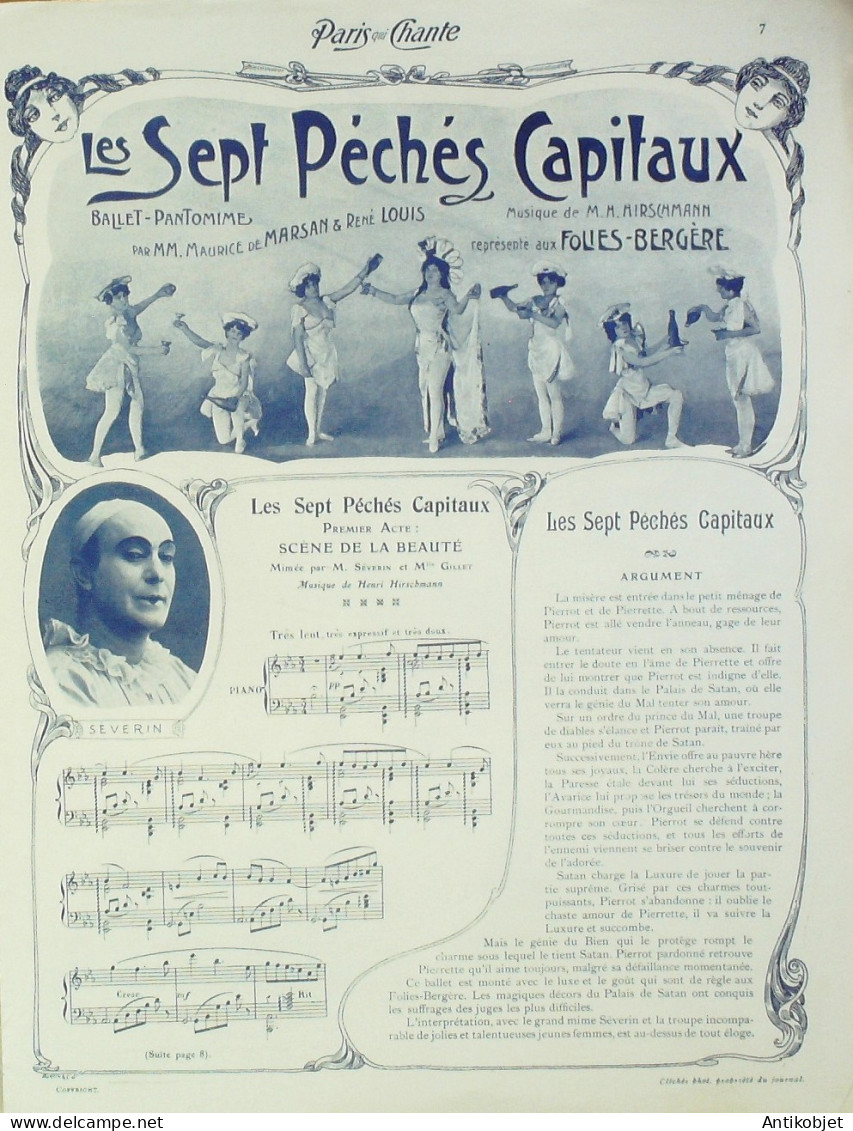 Paris qui Chante
7
Les Sept Péchés Capitaux
BALLET-PANTOMIME
PAR MM. MAURICE DE MARSAN & RENÉ LOUIS
Musique de M. H. HIRSCHMANN
représenté aux FOLIES-BERGÈRE
SEVERIN
Les Sept Péchés Capitaux
PREMIER ACTE :
SCÈNE DE LA BEAUTÉ
Mimée par M. SÉVERIN et Mlle GILLET
Musique de Henri Hirschmann
Très lent, très expressif et très doux.
PIANO
pp
Cresc
mf
Rit
(Suite page 8).
COPYRIGHT.
Les Sept Péchés Capitaux
ARGUMENT
La misère est entrée dans le petit ménage de
Pierrot et de Pierrette. A bout de ressources,
Pierrot est allé vendre l'anneau, gage de leur
amour.
Le tentateur vient en son absence. Il fait
entrer le doute en l'âme de Pierrette et offre
de lui montrer que Pierrot est indigne d'elle.
Il la conduit dans le Palais de Satan, où elle
verra le génie du Mal tenter son amour.
Sur un ordre du prince du Mal, une troupe
de diables s'élance et Pierrot paraît, traîné par
eux au pied du trône de Satan.
Successivement, l'Envie offre au pauvre hère
tous ses joyaux, la Colère cherche à l'exciter,
la Paresse étale devant lui ses séductions,
l'Avarice lui propose les trésors du monde ; la
Gourmandise, puis l'Orgueil cherchent à cor-
rompre son cœur. Pierrot se défend contre
toutes ces séductions, et tous les efforts de
l'ennemi viennent se briser contre le souvenir
de l'adorée.
Satan charge la Luxure de jouer la par-
tie suprême. Grisé par ces charmes tout-
puissants, Pierrot s'abandonne : il oublie le
chaste amour de Pierrette, il va suivre la
Luxure et succombe.
Mais le génie du Bien qui le protège rompt le
charme sous lequel le tient Satan. Pierrot pardonné retrouve
Pierrette qu'il aime toujours, malgré sa défaillance momentanée.
Ce ballet est monté avec le luxe et le goût qui sont de règle aux
Folies-Bergère. Les magiques décors du Palais de Satan ont conquis
les suffrages des juges les plus difficiles.
L'interprétation, avec le grand mime Séverin et la troupe incompa-
rable de jolies et talentueuses jeunes femmes, est au-dessus de tout éloge.
Clichés phot. propriété du journal.
Antikobjet